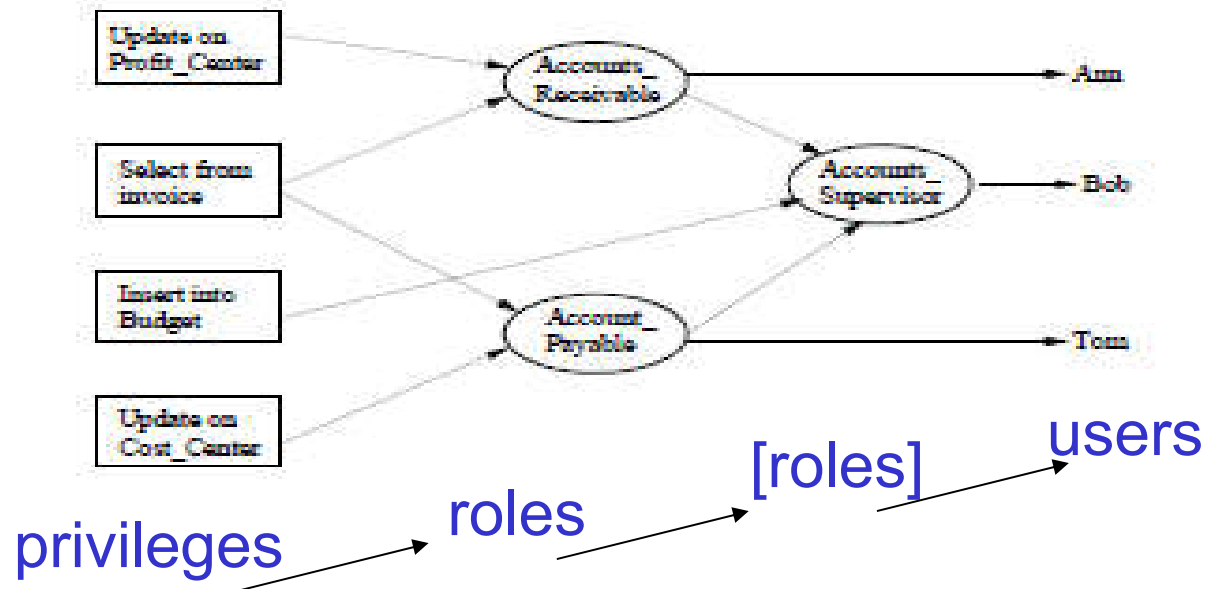 Update on
Profit_Center
Accounts_
Receivable
Ann
Select from
invoice
Accounts_
Supervisor
Bob
Insert into
Budget
Account_
Payable
Tom
Update on
Cost_Center
privileges
roles
[roles]
users